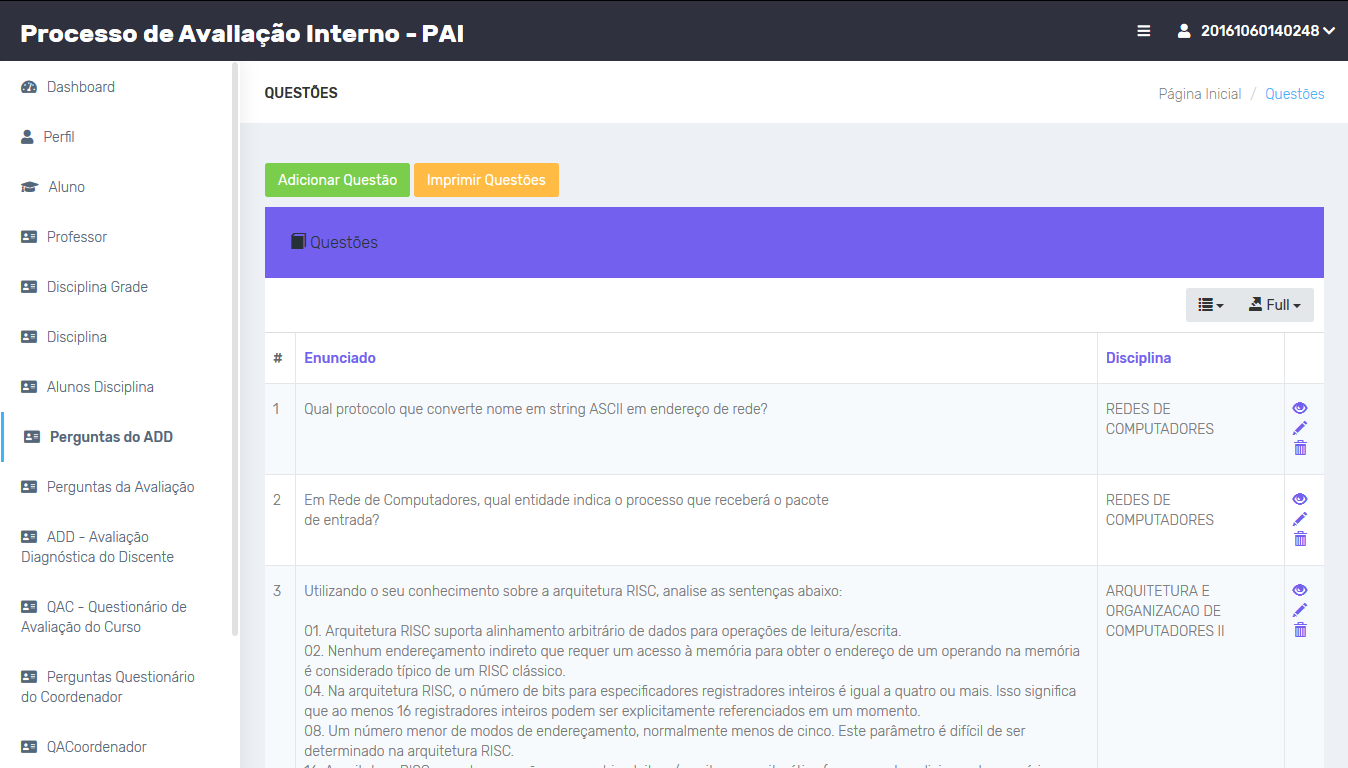 Processo de Avaliação Interno - PAI
20161060140248
Dashboard
Perfil
Aluno
Professor
Disciplina Grade
Disciplina
Alunos Disciplina
Perguntas do ADD
Perguntas da Avaliação
ADD - Avaliação
Diagnóstica do Discente
QAC - Questionário de
Avaliação do Curso
Perguntas Questionário
do Coordenador
QACoordenador
QUESTÕES
Página Inicial / Questões
Adicionar Questão
Imprimir Questões
Questões
Full
# Enunciado Disciplina
1 Qual protocolo que converte nome em string ASCII em endereço de rede? REDES DE
COMPUTADORES
2 Em Rede de Computadores, qual entidade indica o processo que receberá o pacote REDES DE
de entrada? COMPUTADORES
3 Utilizando o seu conhecimento sobre a arquitetura RISC, analise as sentenças abaixo: ARQUITETURA E
ORGANIZACAO DE
COMPUTADORES II
01. Arquitetura RISC suporta alinhamento arbitrário de dados para operações de leitura/escrita.
02. Nenhum endereçamento indireto que requer um acesso à memória para obter o endereço de um operando na memória
é considerado típico de um RISC clássico.
04. Na arquitetura RISC, o número de bits para especificadores registradores inteiros é igual a quatro ou mais. Isso significa
que ao menos 16 registradores inteiros podem ser explicitamente referenciados em um momento.
08. Um número menor de modos de endereçamento, normalmente menos de cinco. Este parâmetro é difícil de ser
determinado na arquitetura RISC.